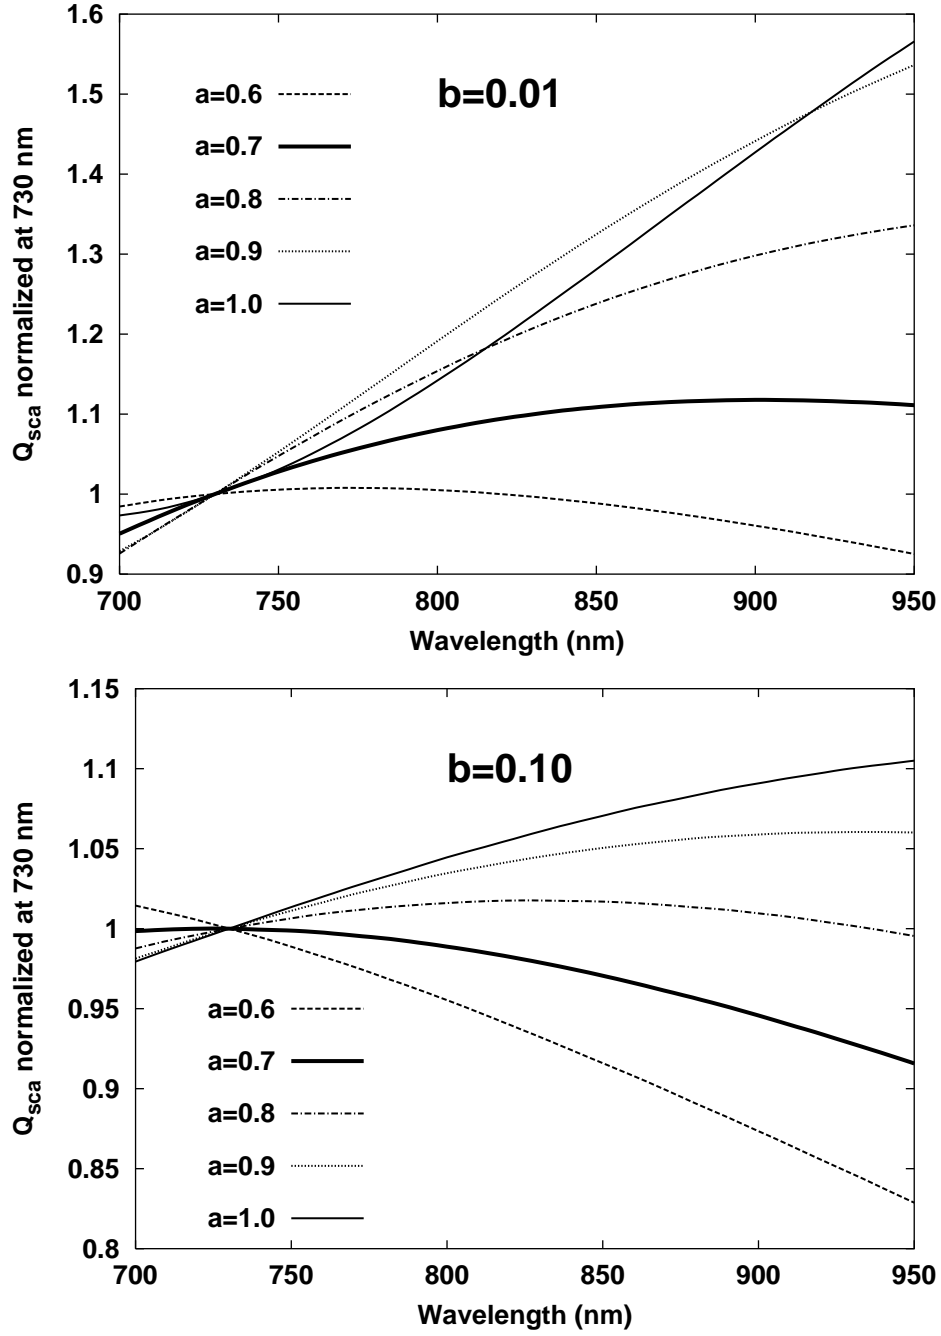 1.6
1.5
1.4
1.3
1.2
1.1
1
0.9
700 750 800 850 900 950
Q_sca normalized at 730 nm
Wavelength (nm)
b=0.01
a=0.6
a=0.7
a=0.8
a=0.9
a=1.0
1.15
1.1
1.05
1
0.95
0.9
0.85
0.8
700 750 800 850 900 950
Q_sca normalized at 730 nm
Wavelength (nm)
b=0.10
a=0.6
a=0.7
a=0.8
a=0.9
a=1.0